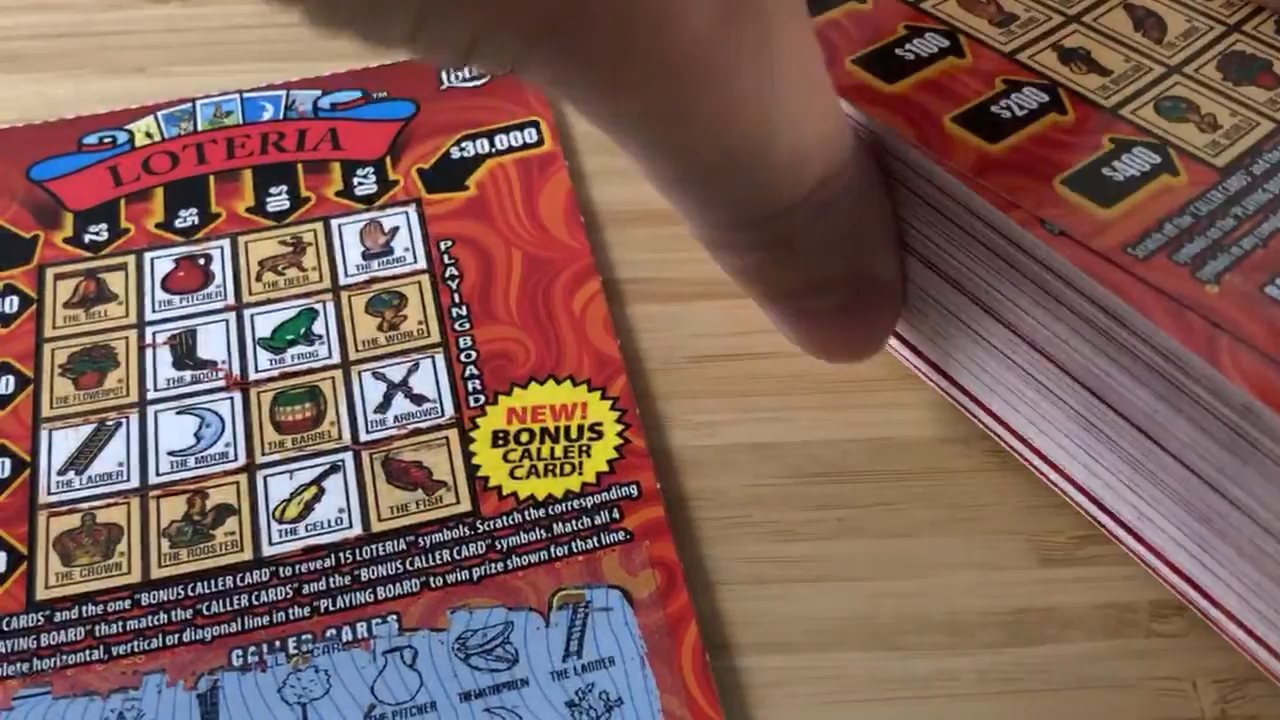 LOTERIA™
$30,000
$2 $5 $10 $20
THE BELL
THE PITCHER
THE DEER
THE HAND
THE FLOWERPOT
THE BOOT
THE FROG
THE WORLD
THE LADDER
THE MOON
THE BARREL
THE ARROWS
THE CROWN
THE ROOSTER
THE CELLO
THE FISH
PLAYING BOARD
NEW!
BONUS
CALLER
CARD!
"BONUS CALLER CARD" to reveal 15 LOTERIA™ symbols. Scratch the corresponding
CARDS" and the one "BONUS CALLER CARD" symbols. Match all 4
AYING BOARD" that match the "CALLER CARDS" and the
plete horizontal, vertical or diagonal line in the "PLAYING BOARD" to win prize shown for that line.
CALLER CARDS
THE PITCHER
THE WATERMELON
THE LADDER
$100
$200
$400